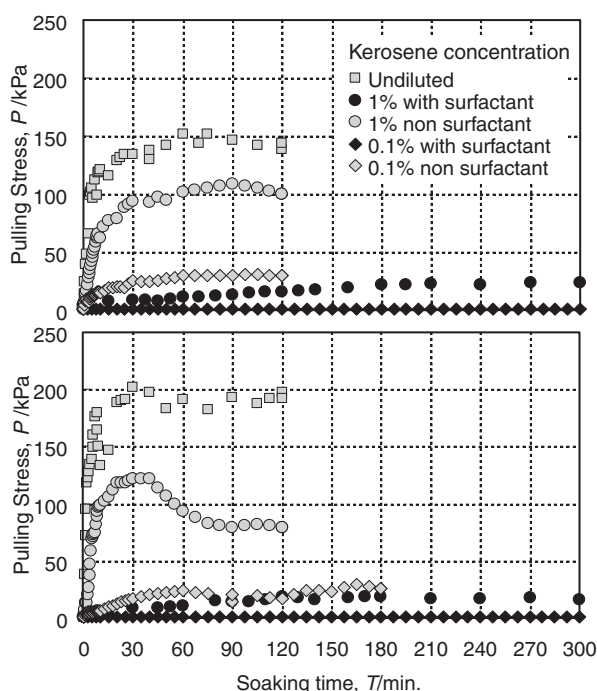 250
200
150
100
50
0
Pulling Stress, P /kPa
Kerosene concentration
Undiluted
1% with surfactant
1% non surfactant
0.1% with surfactant
0.1% non surfactant
250
200
150
100
50
0
Pulling Stress, P /kPa
0 30 60 90 120 150 180 210 240 270 300
Soaking time, T/min.